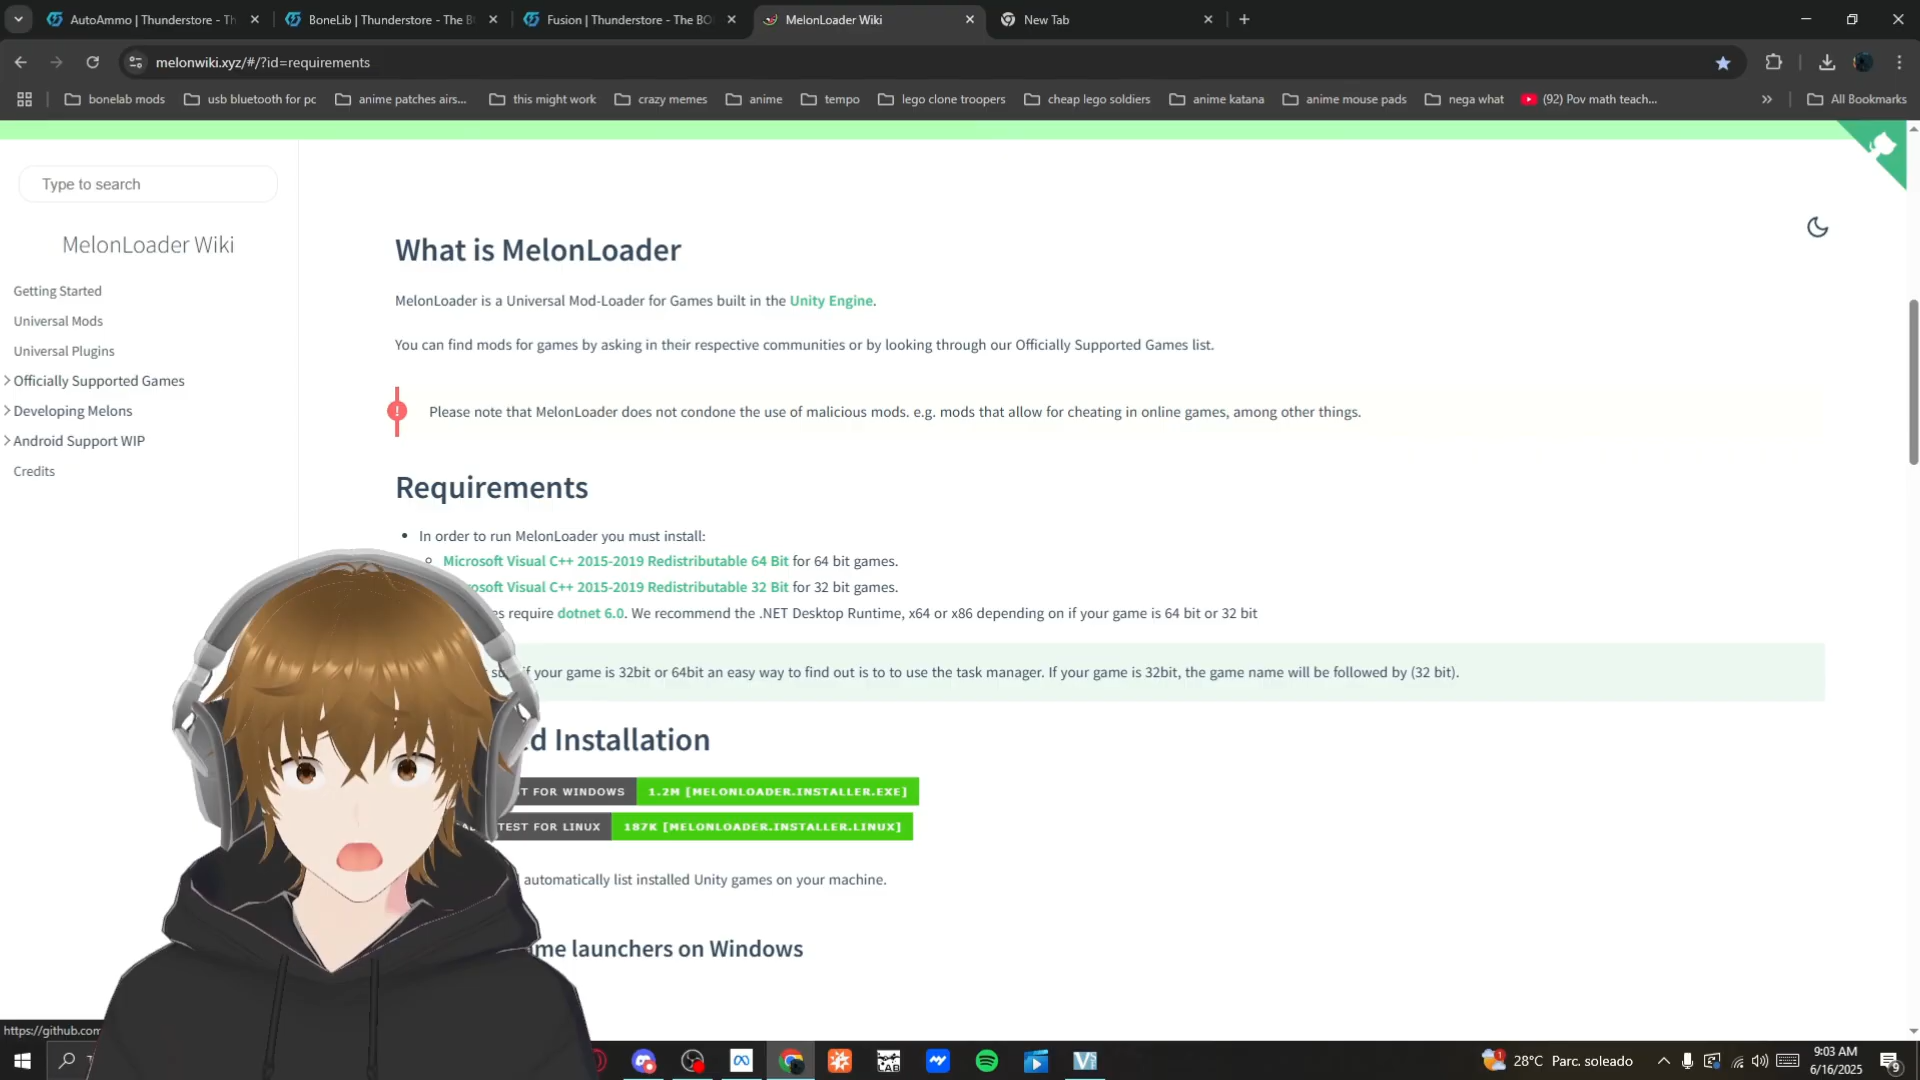 AutoAmmo | Thunderstore - Th
BoneLib | Thunderstore - The B
Fusion | Thunderstore - The BO
MelonLoader Wiki
New Tab
melonwiki.xyz/#/?id=requirements
bonelab mods
usb bluetooth for pc
anime patches airs...
this might work
crazy memes
anime
tempo
lego clone troopers
cheap lego soldiers
anime katana
anime mouse pads
nega what
(92) Pov math teach...
All Bookmarks
Type to search
MelonLoader Wiki
Getting Started
Universal Mods
Universal Plugins
Officially Supported Games
Developing Melons
Android Support WIP
Credits
What is MelonLoader
MelonLoader is a Universal Mod-Loader for Games built in the Unity Engine.
You can find mods for games by asking in their respective communities or by looking through our Officially Supported Games list.
Please note that MelonLoader does not condone the use of malicious mods. e.g. mods that allow for cheating in online games, among other things.
Requirements
In order to run MelonLoader you must install:
Microsoft Visual C++ 2015-2019 Redistributable 64 Bit for 64 bit games.
osoft Visual C++ 2015-2019 Redistributable 32 Bit for 32 bit games.
es require dotnet 6.0. We recommend the .NET Desktop Runtime, x64 or x86 depending on if your game is 64 bit or 32 bit
if your game is 32bit or 64bit an easy way to find out is to to use the task manager. If your game is 32bit, the game name will be followed by (32 bit).
d Installation
T FOR WINDOWS 1.2M [MELONLOADER.INSTALLER.EXE]
TEST FOR LINUX 187K [MELONLOADER.INSTALLER.LINUX]
automatically list installed Unity games on your machine.
me launchers on Windows
https://github.com
28°C Parc. soleado
9:03 AM
6/16/2025